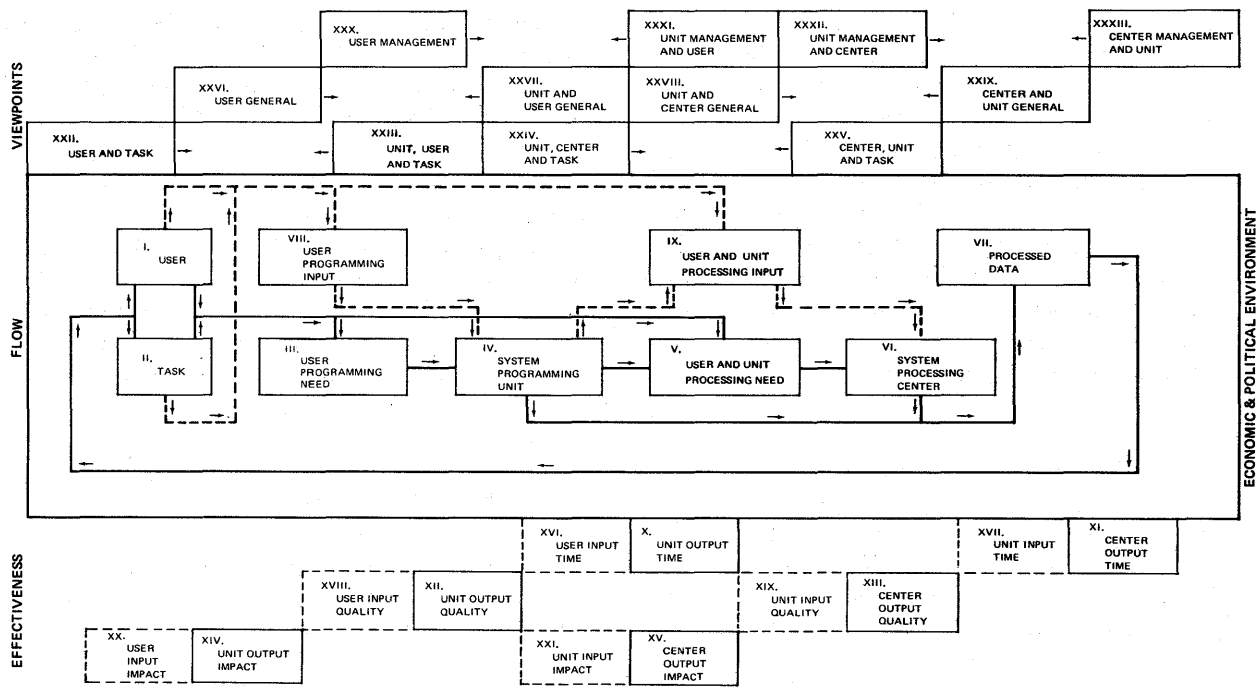 XXX.
USER MANAGEMENT
XXXI.
UNIT MANAGEMENT
AND USER
XXXII.
UNIT MANAGEMENT
AND CENTER
XXXIII.
CENTER MANAGEMENT
AND UNIT
XXVI.
USER GENERAL
XXVII.
UNIT AND
USER GENERAL
XXVIII.
UNIT AND
CENTER GENERAL
XXIX.
CENTER AND
UNIT GENERAL
VIEWPOINTS
XXII.
USER AND TASK
XXIII.
UNIT, USER
AND TASK
XXIV.
UNIT, CENTER
AND TASK
XXV.
CENTER, UNIT
AND TASK
I.
USER
VIII.
USER
PROGRAMMING
INPUT
IX.
USER AND UNIT
PROCESSING INPUT
VII.
PROCESSED
DATA
FLOW
II.
TASK
III.
USER
PROGRAMMING
NEED
IV.
SYSTEM
PROGRAMMING
UNIT
V.
USER AND UNIT
PROCESSING NEED
VI.
SYSTEM
PROCESSING
CENTER
ECONOMIC & POLITICAL ENVIRONMENT
XVI.
USER INPUT
TIME
X.
UNIT OUTPUT
TIME
XVII.
UNIT INPUT
TIME
XI.
CENTER
OUTPUT
TIME
EFFECTIVENESS
XVIII.
USER INPUT
QUALITY
XII.
UNIT OUTPUT
QUALITY
XIX.
UNIT INPUT
QUALITY
XIII.
CENTER
OUTPUT
QUALITY
XX.
USER
INPUT
IMPACT
XIV.
UNIT OUTPUT
IMPACT
XXI.
UNIT INPUT
IMPACT
XV.
CENTER
OUTPUT
IMPACT